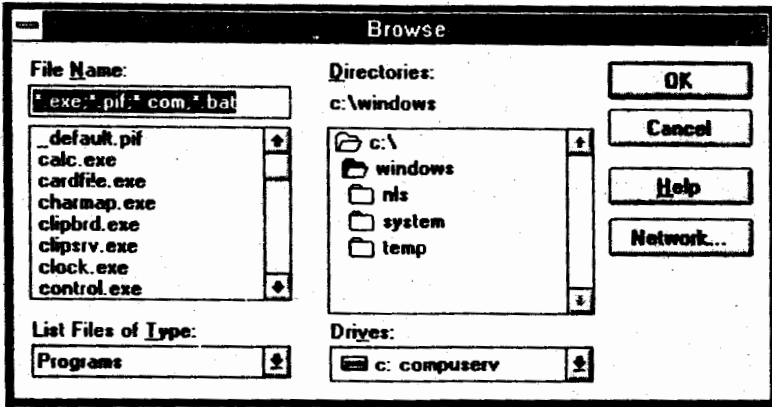 Browse
File Name:
*.exe;*.pif;*.com;*.bat
_default.pif
calc.exe
cardfile.exe
charmap.exe
clipbrd.exe
clipsrv.exe
clock.exe
control.exe
List Files of Type:
Programs
Directories:
c:\windows
c:\
windows
nls
system
temp
Drives:
c: compuserv
OK
Cancel
Help
Network...